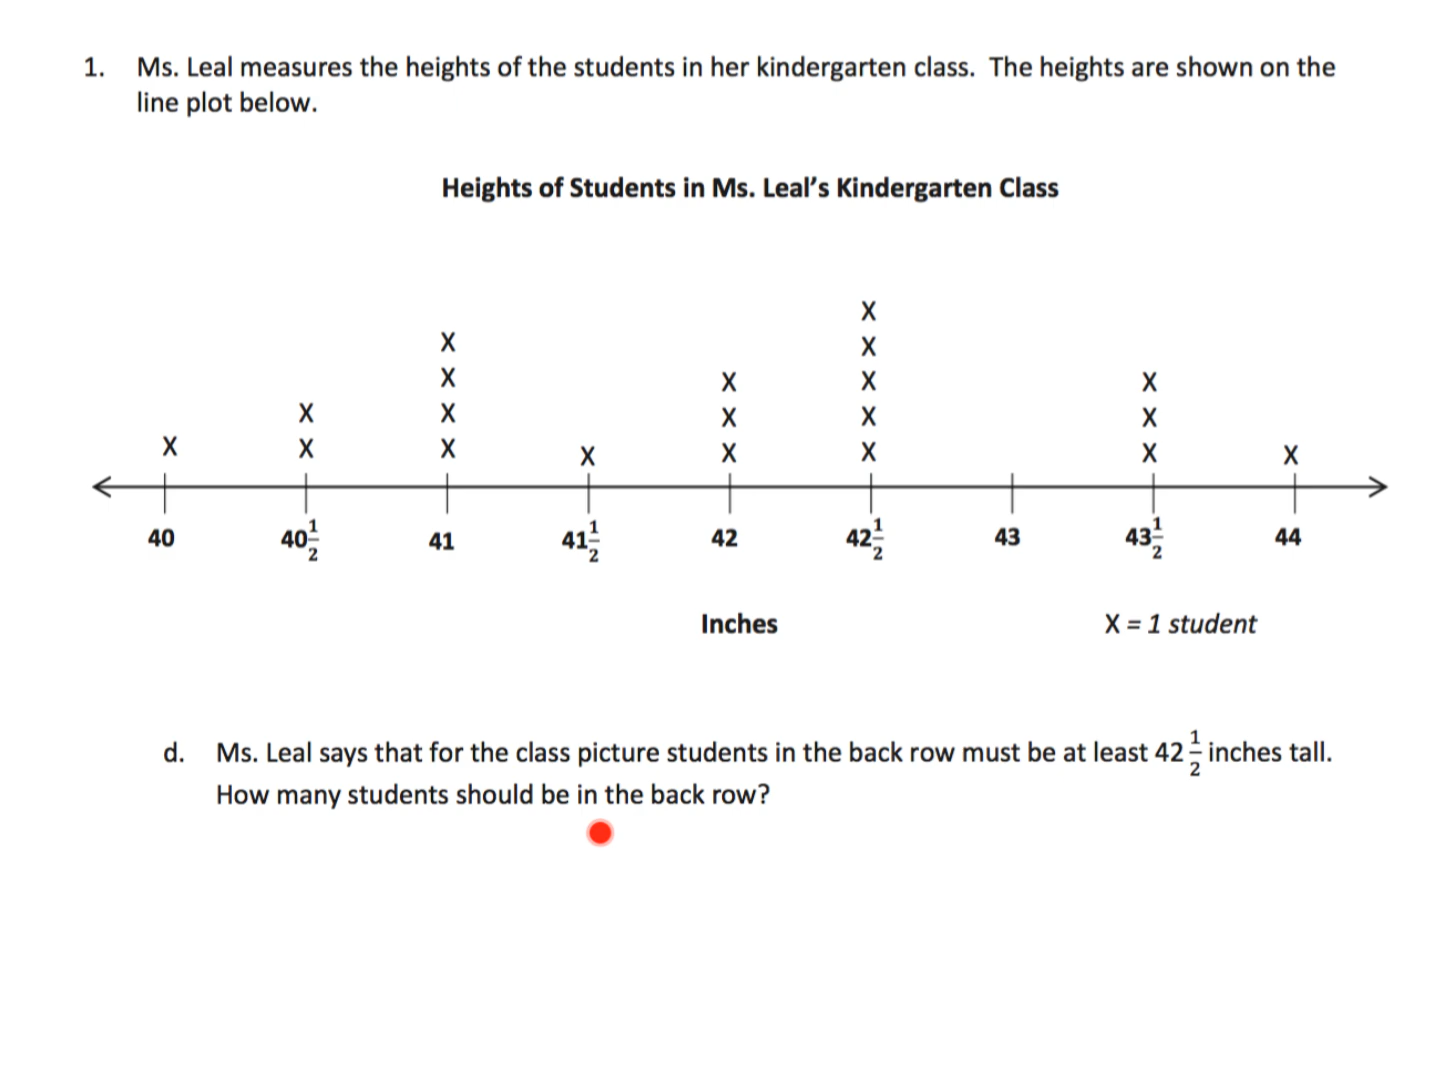 1. Ms. Leal measures the heights of the students in her kindergarten class. The heights are shown on the
line plot below.
Heights of Students in Ms. Leal's Kindergarten Class
X
X X
X X X X
X X X X X
X X X X X X X X
40 40 1/2 41 41 1/2 42 42 1/2 43 43 1/2 44
Inches X = 1 student
d. Ms. Leal says that for the class picture students in the back row must be at least 42 1/2 inches tall.
How many students should be in the back row?